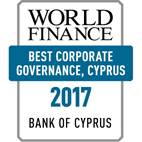 WORLD
FINANCE
BEST CORPORATE
GOVERNANCE, CYPRUS
2017
BANK OF CYPRUS